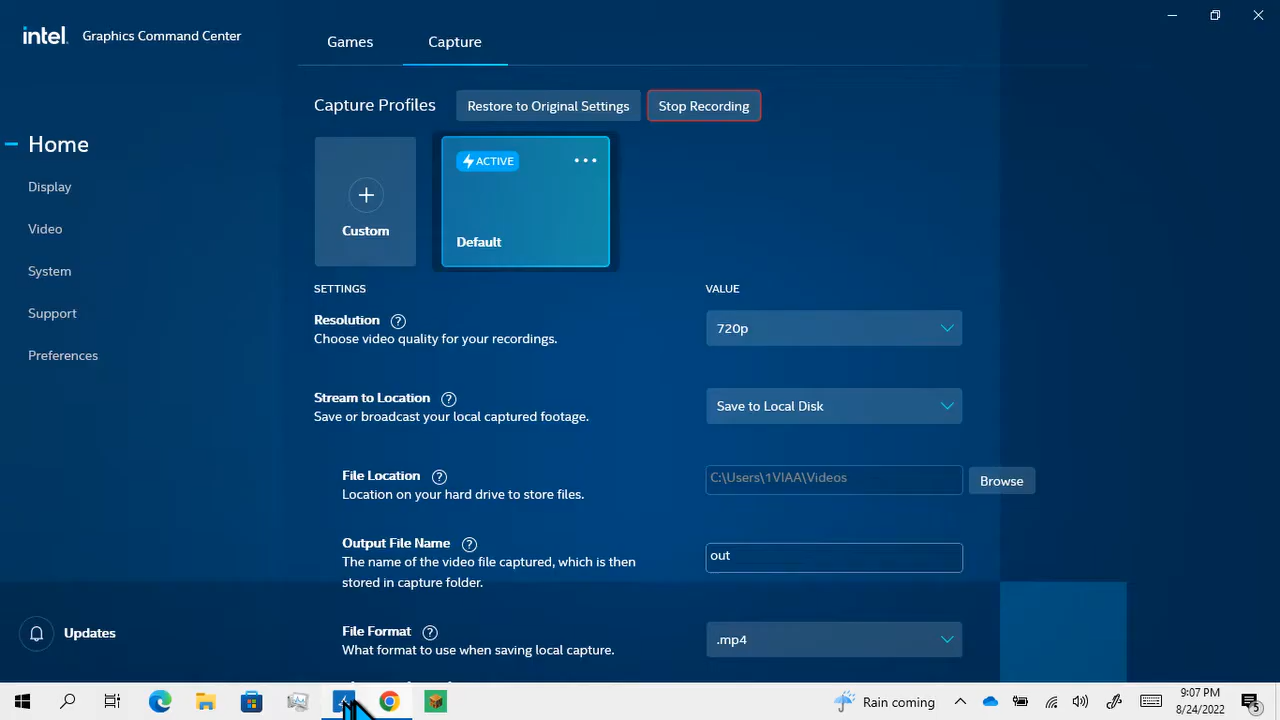 intel. Graphics Command Center
Games
Capture
Capture Profiles
Restore to Original Settings
Stop Recording
Home
Display
Video
System
Support
Preferences
Updates
Custom
ACTIVE
Default
SETTINGS
VALUE
Resolution ?
Choose video quality for your recordings.
720p
Stream to Location ?
Save or broadcast your local captured footage.
Save to Local Disk
File Location ?
Location on your hard drive to store files.
C:\Users\1VIAA\Videos
Browse
Output File Name ?
The name of the video file captured, which is then
stored in capture folder.
out
File Format ?
What format to use when saving local capture.
.mp4
Rain coming
9:07 PM
8/24/2022
5